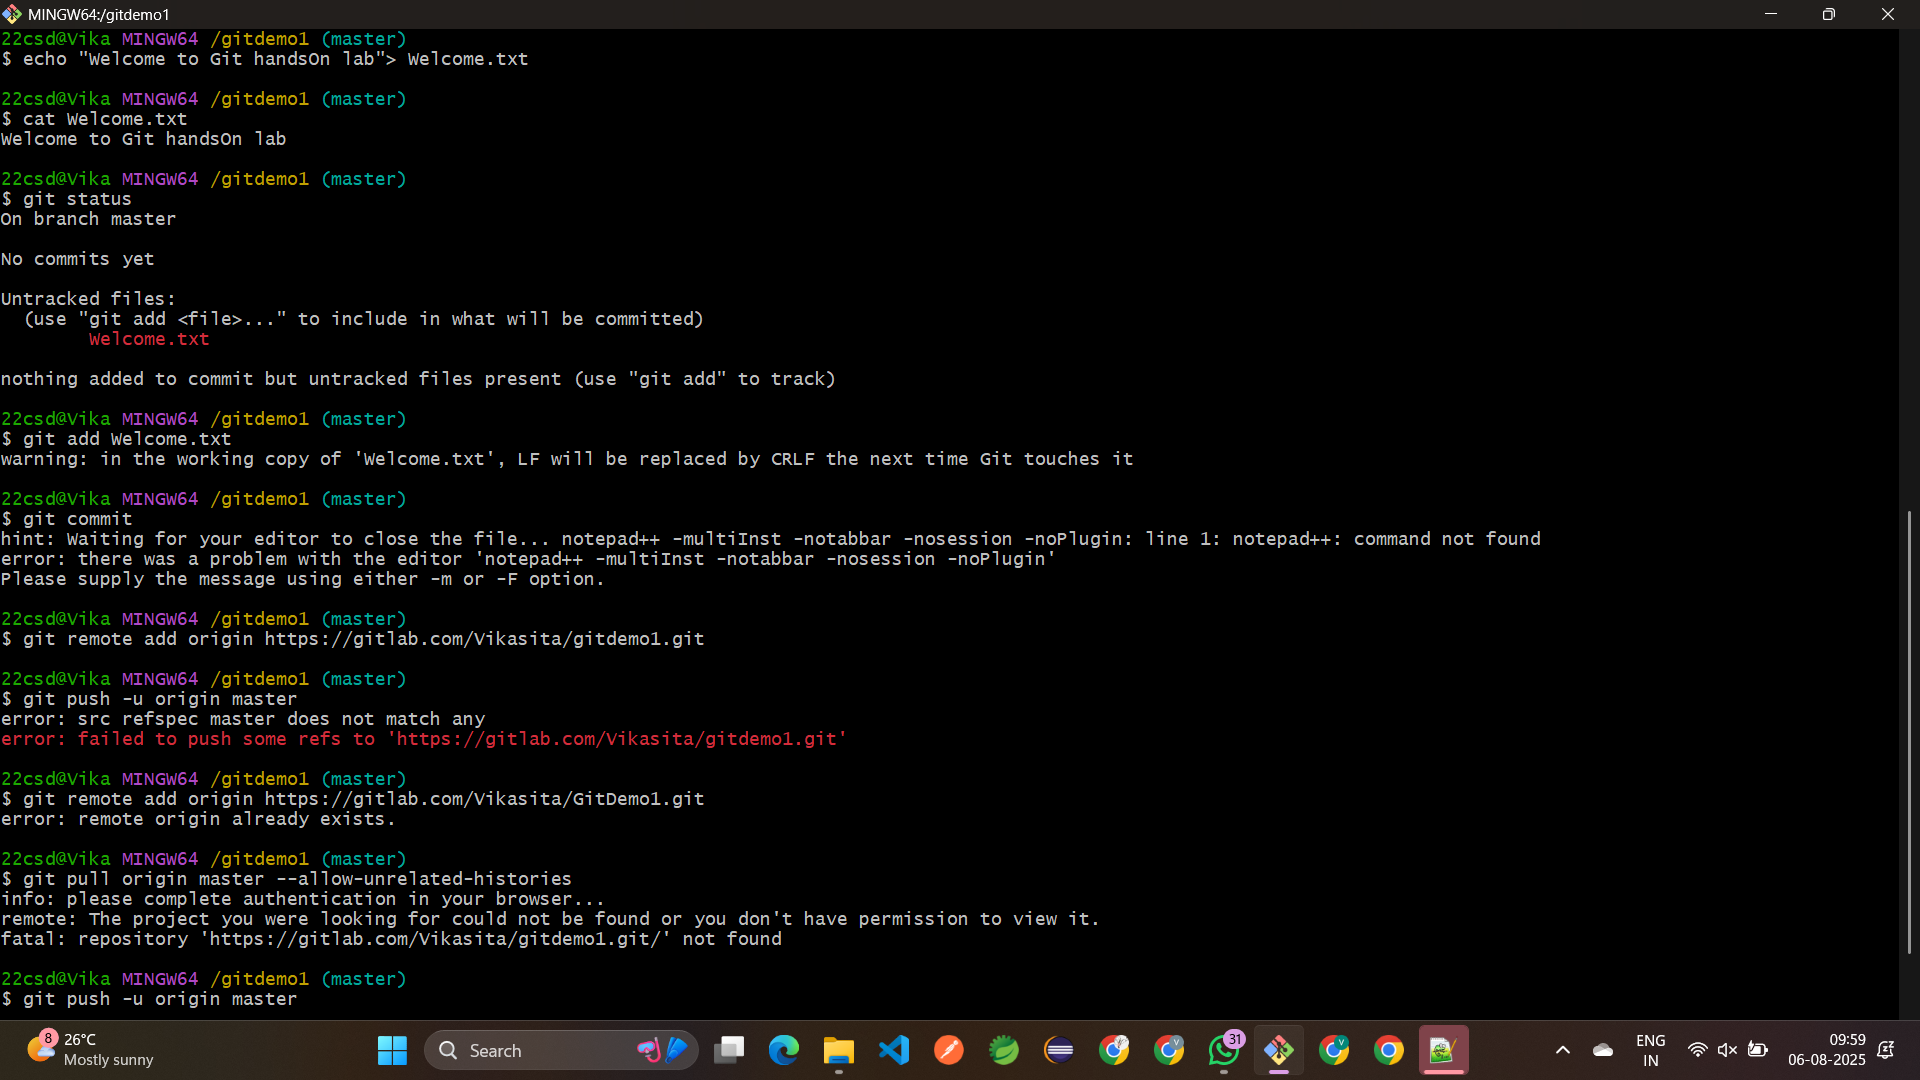 MINGW64:/gitdemo1
22csd@Vika MINGW64 /gitdemo1 (master)
$ echo "Welcome to Git handsOn lab"> Welcome.txt
22csd@Vika MINGW64 /gitdemo1 (master)
$ cat Welcome.txt
Welcome to Git handsOn lab
22csd@Vika MINGW64 /gitdemo1 (master)
$ git status
On branch master
No commits yet
Untracked files:
(use "git add <file>..." to include in what will be committed)
Welcome.txt
nothing added to commit but untracked files present (use "git add" to track)
22csd@Vika MINGW64 /gitdemo1 (master)
$ git add Welcome.txt
warning: in the working copy of 'Welcome.txt', LF will be replaced by CRLF the next time Git touches it
22csd@Vika MINGW64 /gitdemo1 (master)
$ git commit
hint: Waiting for your editor to close the file... notepad++ -multiInst -notabbar -nosession -noPlugin: line 1: notepad++: command not found
error: there was a problem with the editor 'notepad++ -multiInst -notabbar -nosession -noPlugin'
Please supply the message using either -m or -F option.
22csd@Vika MINGW64 /gitdemo1 (master)
$ git remote add origin https://gitlab.com/Vikasita/gitdemo1.git
22csd@Vika MINGW64 /gitdemo1 (master)
$ git push -u origin master
error: src refspec master does not match any
error: failed to push some refs to 'https://gitlab.com/Vikasita/gitdemo1.git'
22csd@Vika MINGW64 /gitdemo1 (master)
$ git remote add origin https://gitlab.com/Vikasita/GitDemo1.git
error: remote origin already exists.
22csd@Vika MINGW64 /gitdemo1 (master)
$ git pull origin master --allow-unrelated-histories
info: please complete authentication in your browser...
remote: The project you were looking for could not be found or you don't have permission to view it.
fatal: repository 'https://gitlab.com/Vikasita/gitdemo1.git/' not found
22csd@Vika MINGW64 /gitdemo1 (master)
$ git push -u origin master
8
26°C
Mostly sunny
Search
31
V
V
ENG
IN
09:59
06-08-2025